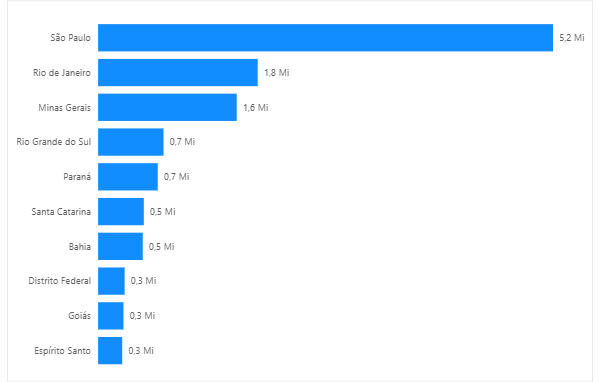 São Paulo 5,2 Mi
Rio de Janeiro 1,8 Mi
Minas Gerais 1,6 Mi
Rio Grande do Sul 0,7 Mi
Paraná 0,7 Mi
Santa Catarina 0,5 Mi
Bahia 0,5 Mi
Distrito Federal 0,3 Mi
Goiás 0,3 Mi
Espírito Santo 0,3 Mi